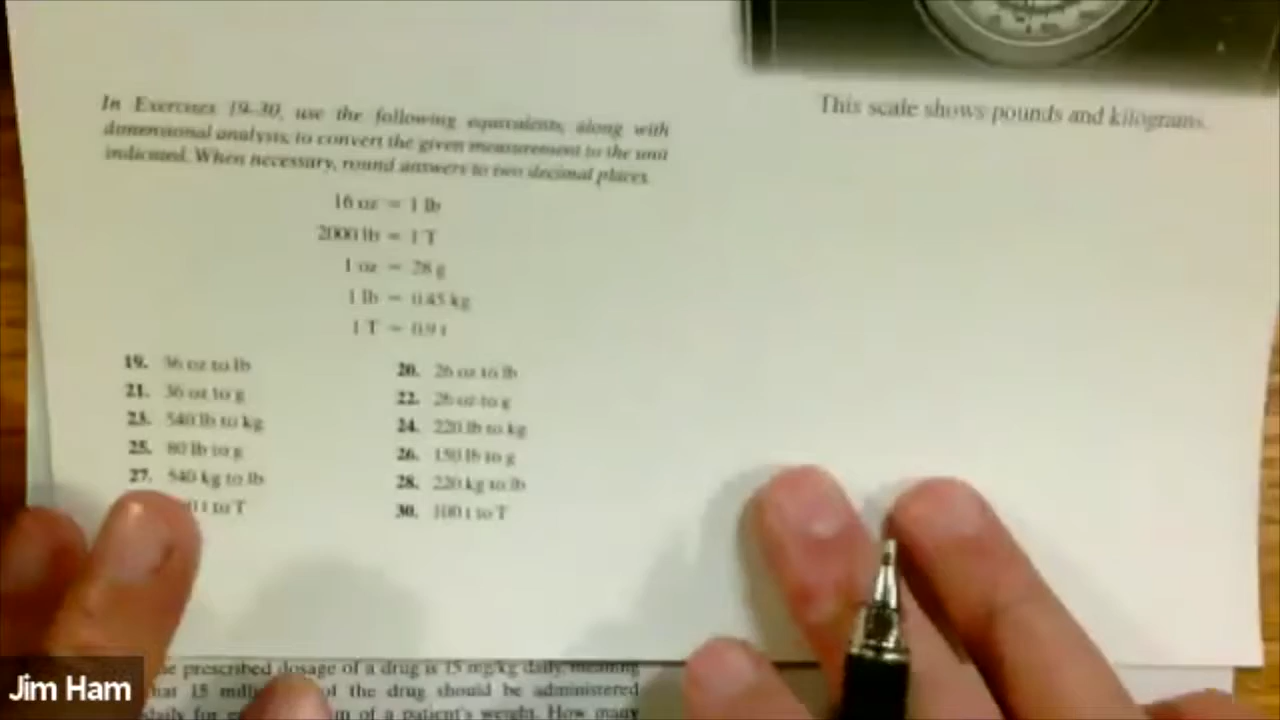 In Exercises 19–30, use the following equivalents, along with
dimensional analysis, to convert the given measurement to the unit
indicated. When necessary, round answers to two decimal places.
This scale shows pounds and kilograms.
16 oz = 1 lb
2000 lb = 1 T
1 oz = 28 g
1 lb = 0.45 kg
1 T = 0.9 t
19. 36 oz to lb
20. 26 oz to lb
21. 36 oz to g
22. 26 oz to g
23. 540 lb to kg
24. 220 lb to kg
25. 80 lb to g
26. 150 lb to g
27. 540 kg to lb
28. 220 kg to lb
t to T
30. 100 t to T
prescribed dosage of a drug is 15 mg/kg daily, meaning
that 15 of the drug should be administered
daily for of a patient's weight. How many
Jim Ham